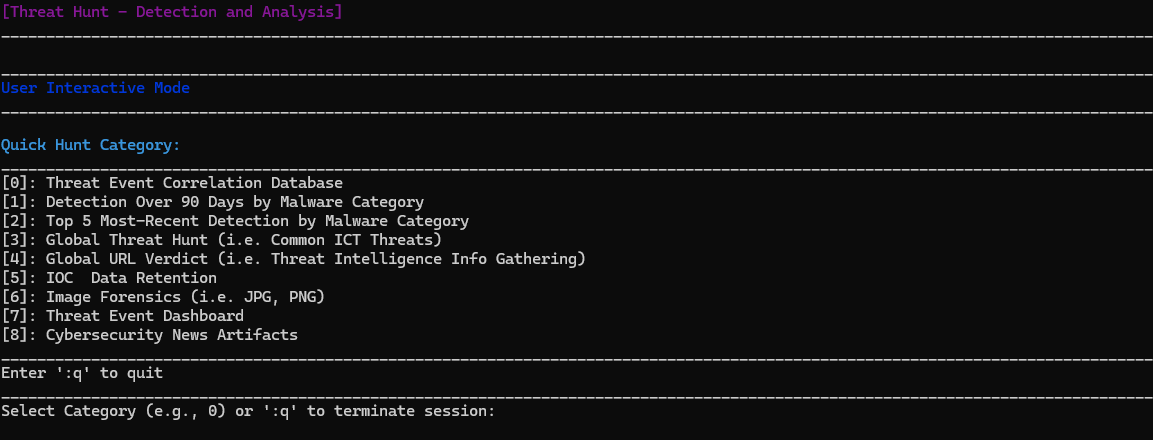 [Threat Hunt - Detection and Analysis]
User Interactive Mode
Quick Hunt Category:
[0]: Threat Event Correlation Database
[1]: Detection Over 90 Days by Malware Category
[2]: Top 5 Most-Recent Detection by Malware Category
[3]: Global Threat Hunt (i.e. Common ICT Threats)
[4]: Global URL Verdict (i.e. Threat Intelligence Info Gathering)
[5]: IOC  Data Retention
[6]: Image Forensics (i.e. JPG, PNG)
[7]: Threat Event Dashboard
[8]: Cybersecurity News Artifacts
Enter ':q' to quit
Select Category (e.g., 0) or ':q' to terminate session: